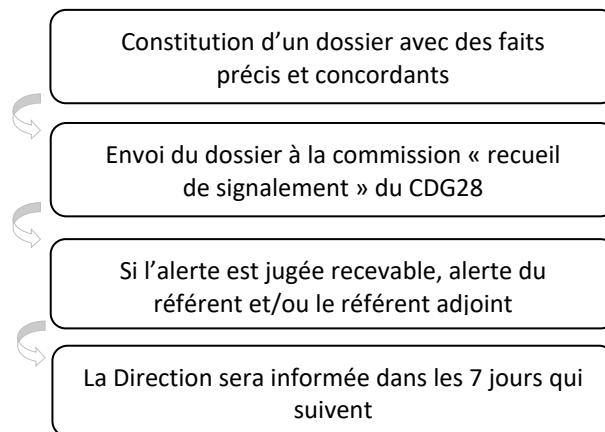 Constitution d’un dossier avec des faits
précis et concordants
Envoi du dossier à la commission « recueil
de signalement » du CDG28
Si l’alerte est jugée recevable, alerte du
référent et/ou le référent adjoint
La Direction sera informée dans les 7 jours qui
suivent